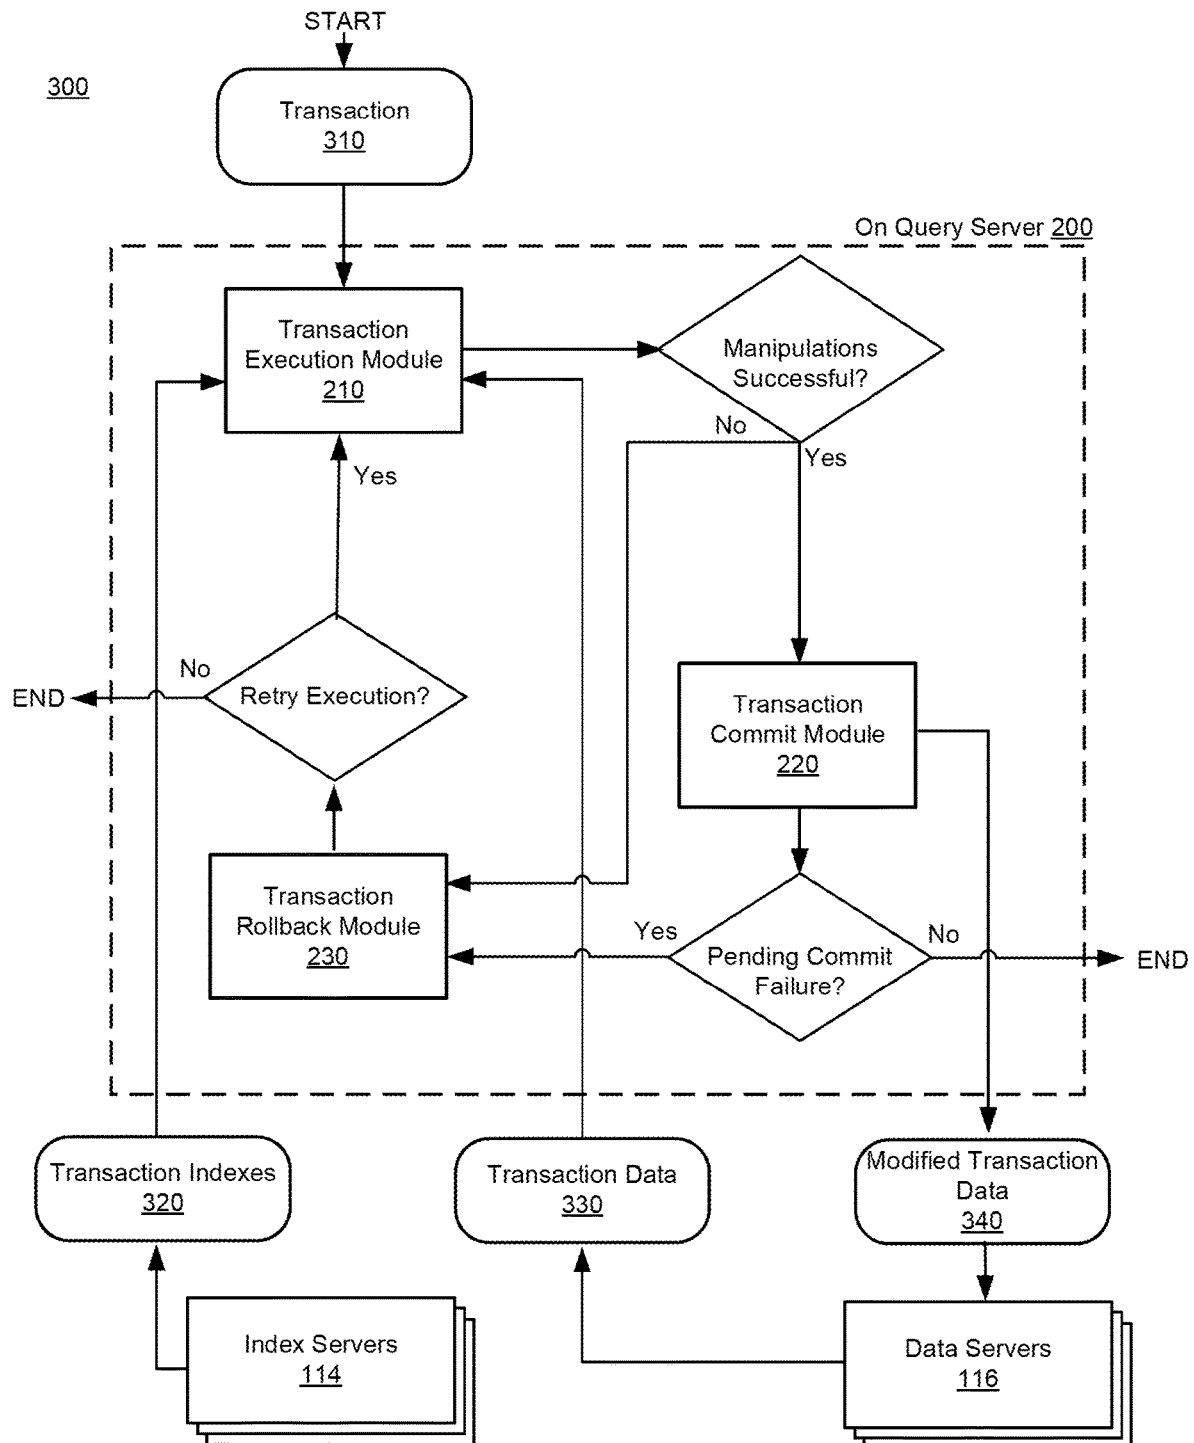 START
300
Transaction
310
On Query Server 200
Transaction
Execution Module
210
Manipulations
Successful?
No
Yes
Yes
No
END
Retry Execution?
Transaction
Commit Module
220
Transaction
Rollback Module
230
Yes
No
Pending Commit
Failure?
END
Transaction Indexes
320
Transaction Data
330
Modified Transaction
Data
340
Index Servers
114
Data Servers
116